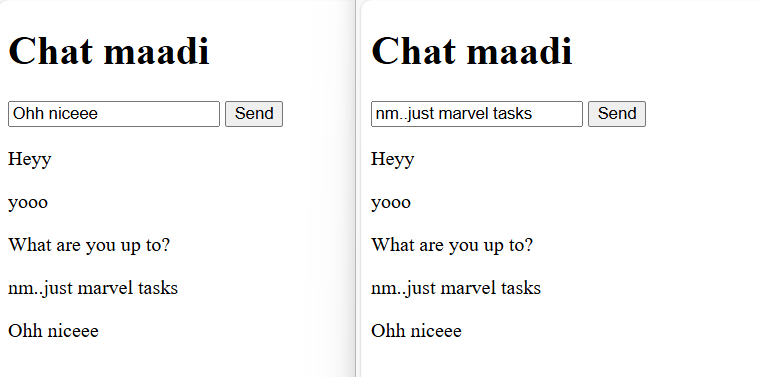 Chat maadi
Ohh niceee Send
Heyy
yooo
What are you up to?
nm..just marvel tasks
Ohh niceee
Chat maadi
nm..just marvel tasks Send
Heyy
yooo
What are you up to?
nm..just marvel tasks
Ohh niceee